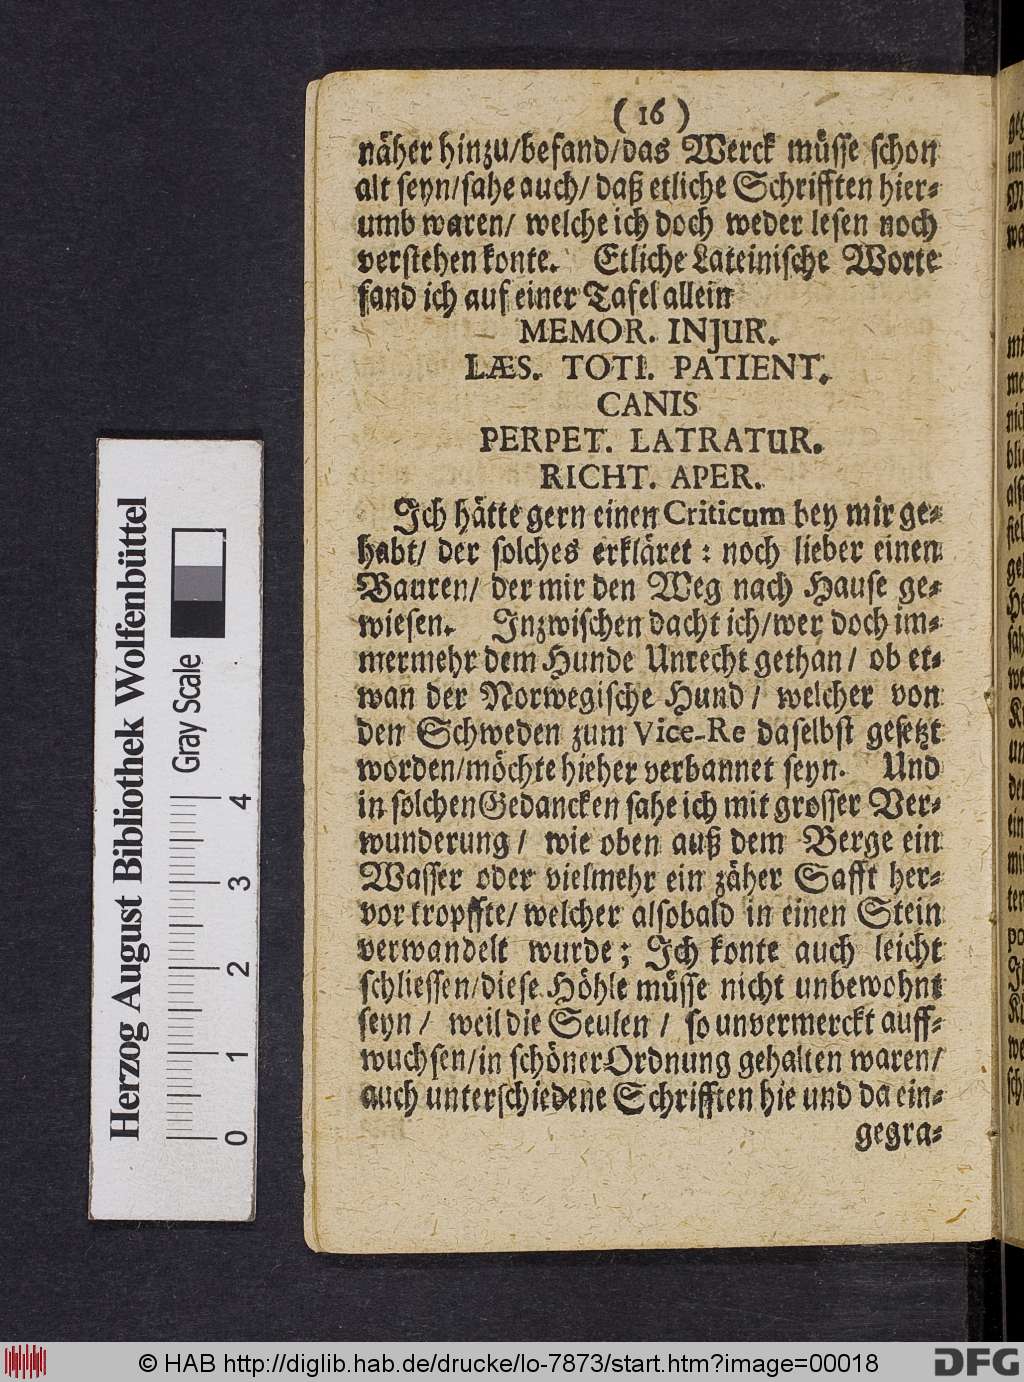 ( 16 )
näher hinzu/befand/das Werck müsse schon
alt seyn/sahe auch/ daß etliche Schrifften hier-
umb waren/ welche ich doch weder lesen noch
verstehen konte. Etliche Lateinische Worte
fand ich auf einer Tafel allein
MEMOR. INJUR.
LÆS. TOTI. PATIENT.
CANIS
PERPET. LATRATUR.
RICHT. APER.
Ich hätte gern einen Criticum bey mir ge-
habt/ der solches erkläret: noch lieber einen
Bauren/ der mir den Weg nach Hause ge-
wiesen. Inzwischen dacht ich/wer doch im-
mermehr dem Hunde Unrecht gethan/ ob et-
wan der Norwegische Hund/ welcher von
den Schweden zum Vice-Re daselbst gesetzt
worden/möchte hieher verbannet seyn. Und
in solchen Gedancken sahe ich mit grosser Ver-
wunderung/ wie oben auß dem Berge ein
Wasser oder vielmehr ein zäher Safft her-
vor tropffte/ welcher alsobald in einen Stein
verwandelt wurde; Ich konte auch leicht
schliessen/diese Höhle müsse nicht unbewohnt
seyn/ weil die Seulen/ so unvermerckt auff-
wuchsen/in schöner Ordnung gehalten waren/
auch unterschiedene Schrifften hie und da ein-
gegra-
Herzog August Bibliothek Wolfenbüttel
Gray Scale
4
3
2
1
0
© HAB http://diglib.hab.de/drucke/lo-7873/start.htm?image=00018
DFG